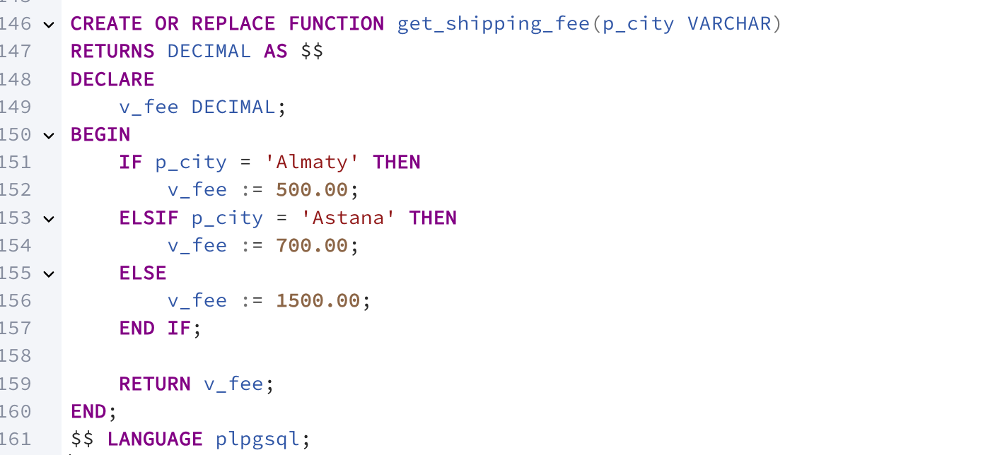 146 CREATE OR REPLACE FUNCTION get_shipping_fee(p_city VARCHAR)
147 RETURNS DECIMAL AS $$
148 DECLARE
149     v_fee DECIMAL;
150 BEGIN
151     IF p_city = 'Almaty' THEN
152         v_fee := 500.00;
153     ELSIF p_city = 'Astana' THEN
154         v_fee := 700.00;
155     ELSE
156         v_fee := 1500.00;
157     END IF;
158
159     RETURN v_fee;
160 END;
161 $$ LANGUAGE plpgsql;